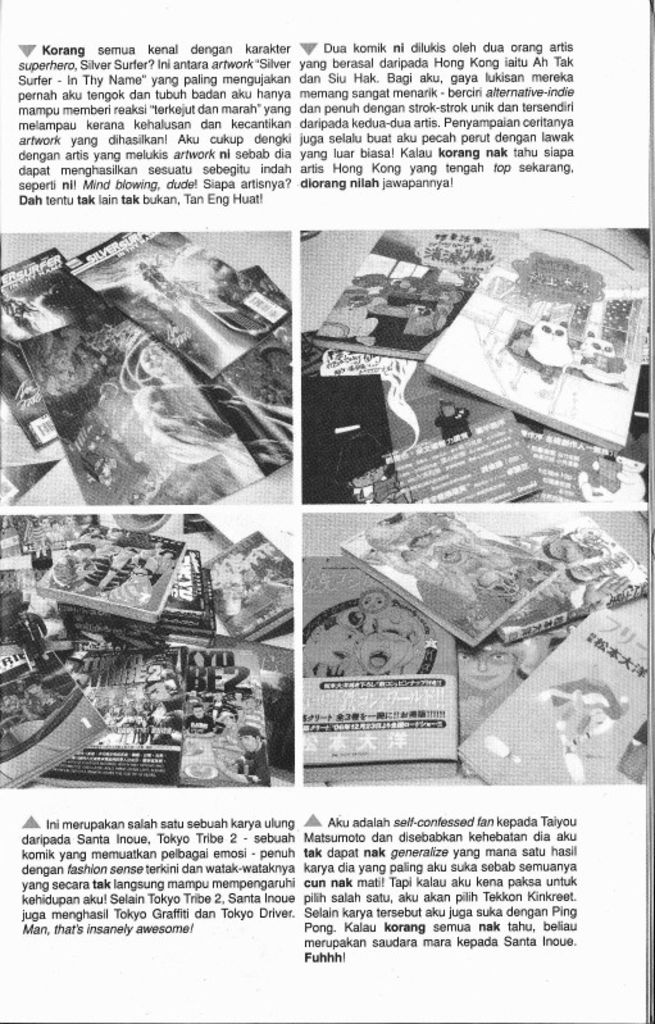 Korang semua kenal dengan karakter
superhero, Silver Surfer? Ini antara artwork "Silver
Surfer - In Thy Name" yang paling mengujakan
pernah aku tengok dan tubuh badan aku hanya
mampu memberi reaksi "terkejut dan marah" yang
melampau kerana kehalusan dan kecantikan
artwork yang dihasilkan! Aku cukup dengki
dengan artis yang melukis artwork ni sebab dia
dapat menghasilkan sesuatu sebegitu indah
seperti ni! Mind blowing, dude! Siapa artisnya?
Dah tentu tak lain tak bukan, Tan Eng Huat!
Dua komik ni dilukis oleh dua orang artis
yang berasal daripada Hong Kong iaitu Ah Tak
dan Siu Hak. Bagi aku, gaya lukisan mereka
memang sangat menarik - berciri alternative-indie
dan penuh dengan strok-strok unik dan tersendiri
daripada kedua-dua artis. Penyampaian ceritanya
juga selalu buat aku pecah perut dengan lawak
yang luar biasa! Kalau korang nak tahu siapa
artis Hong Kong yang tengah top sekarang,
diorang nilah jawapannya!
SILVERSURFER
TRIBE 2
松本大洋
松本大洋
Ini merupakan salah satu sebuah karya ulung
daripada Santa Inoue, Tokyo Tribe 2 - sebuah
komik yang memuatkan pelbagai emosi - penuh
dengan fashion sense terkini dan watak-wataknya
yang secara tak langsung mampu mempengaruhi
kehidupan aku! Selain Tokyo Tribe 2, Santa Inoue
juga menghasil Tokyo Graffiti dan Tokyo Driver.
Man, that's insanely awesome!
Aku adalah self-confessed fan kepada Taiyou
Matsumoto dan disebabkan kehebatan dia aku
tak dapat nak generalize yang mana satu hasil
karya dia yang paling aku suka sebab semuanya
cun nak mati! Tapi kalau aku kena paksa untuk
pilih salah satu, aku akan pilih Tekkon Kinkreet.
Selain karya tersebut aku juga suka dengan Ping
Pong. Kalau korang semua nak tahu, beliau
merupakan saudara mara kepada Santa Inoue.
Fuhhh!